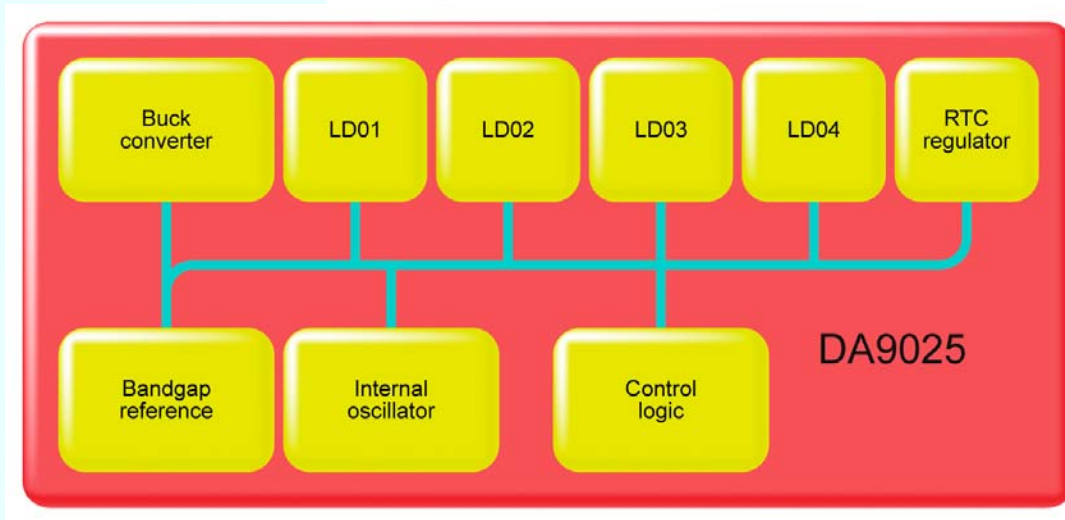 Buck
converter
LD01
LD02
LD03
LD04
RTC
regulator
Bandgap
reference
Internal
oscillator
Control
logic
DA9025